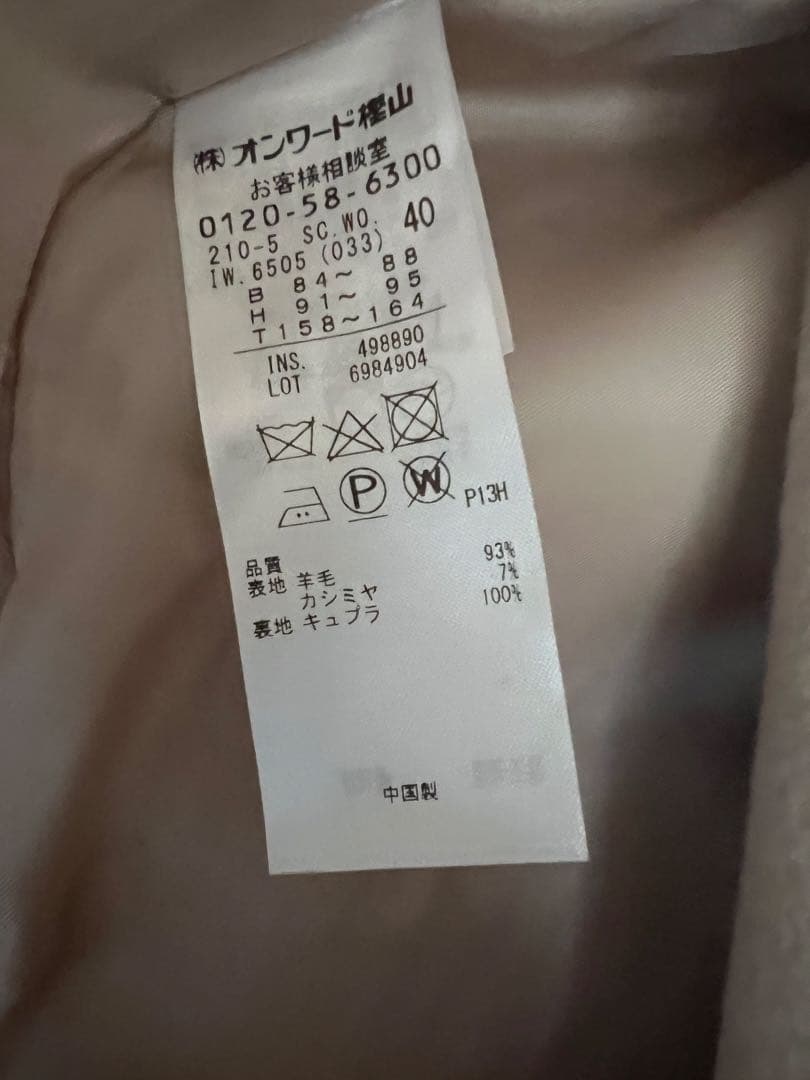 ㈱オンワード樫山
お客様相談室
0120-58-6300
210-5 SC.WO. 40
IW.6505 (033)
B 84～ 88
H 91～ 95
T 158～164
INS. 498890
LOT 6984904
P W P13H
品質
表地 羊毛 93%
カシミヤ 7%
裏地 キュプラ 100%
中国製